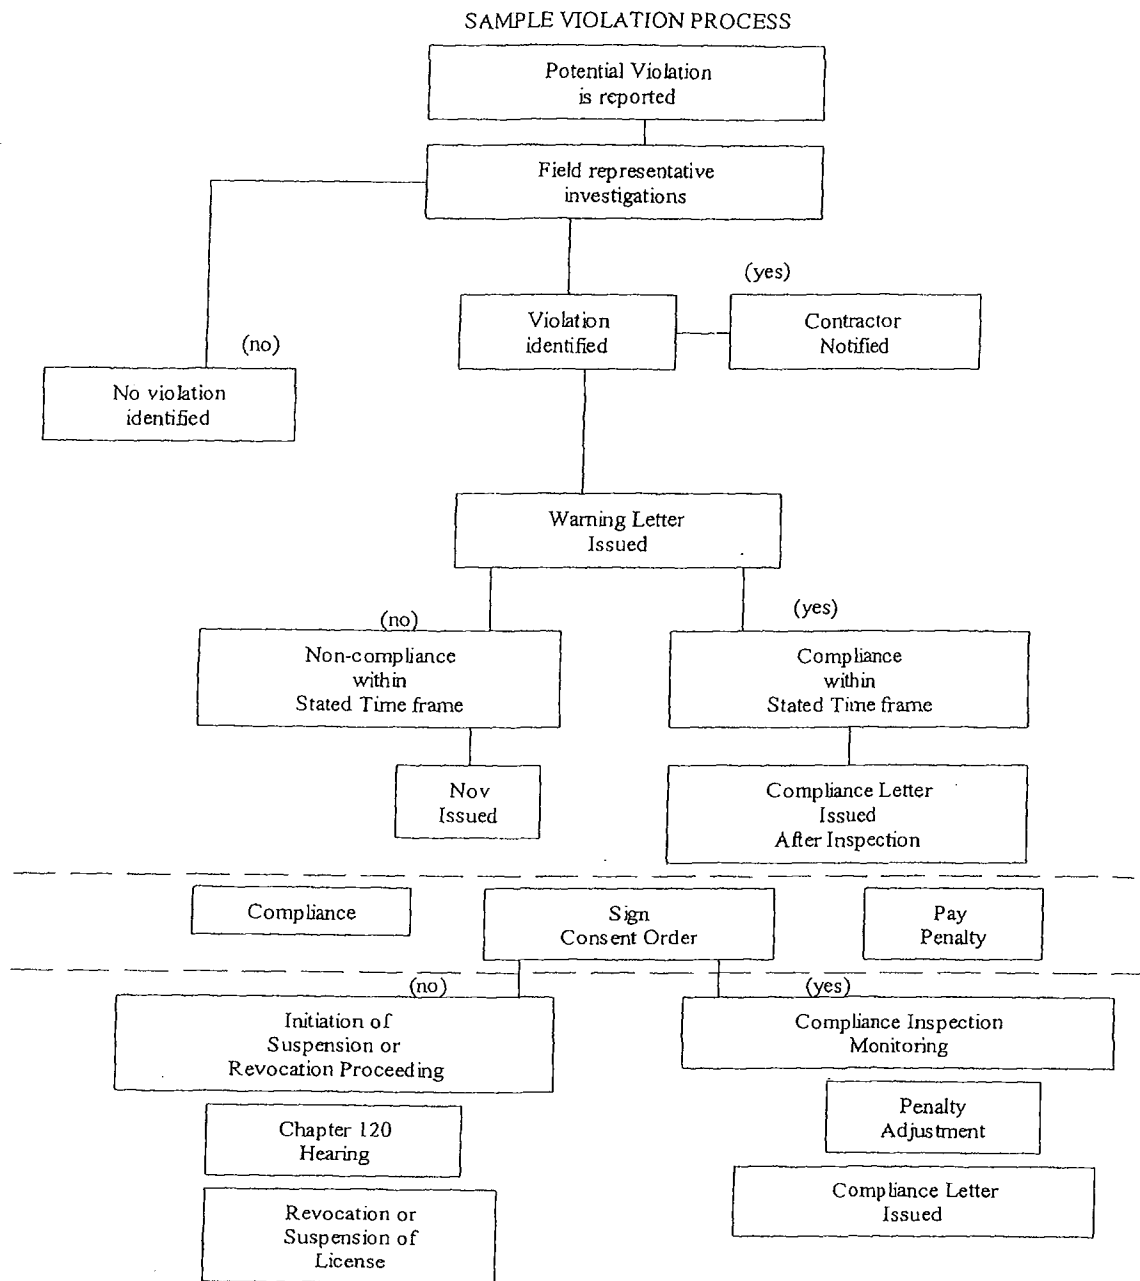 SAMPLE VIOLATION PROCESS
Potential Violation
is reported
Field representative
investigations
(yes)
Violation
identified
Contractor
Notified
(no)
No violation
identified
Warning Letter
Issued
(no)
(yes)
Non-compliance
within
Stated Time frame
Compliance
within
Stated Time frame
Nov
Issued
Compliance Letter
Issued
After Inspection
Compliance
Sign
Consent Order
Pay
Penalty
(no)
(yes)
Initiation of
Suspension or
Revocation Proceeding
Compliance Inspection
Monitoring
Penalty
Adjustment
Chapter 120
Hearing
Compliance Letter
Issued
Revocation or
Suspension of
License